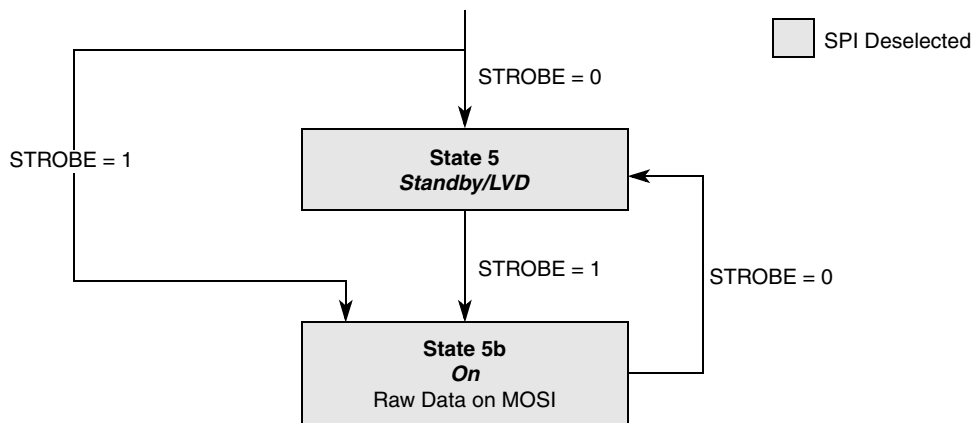 SPI Deselected
STROBE = 0
STROBE = 1
State 5
Standby/LVD
STROBE = 1
STROBE = 0
State 5b
On
Raw Data on MOSI